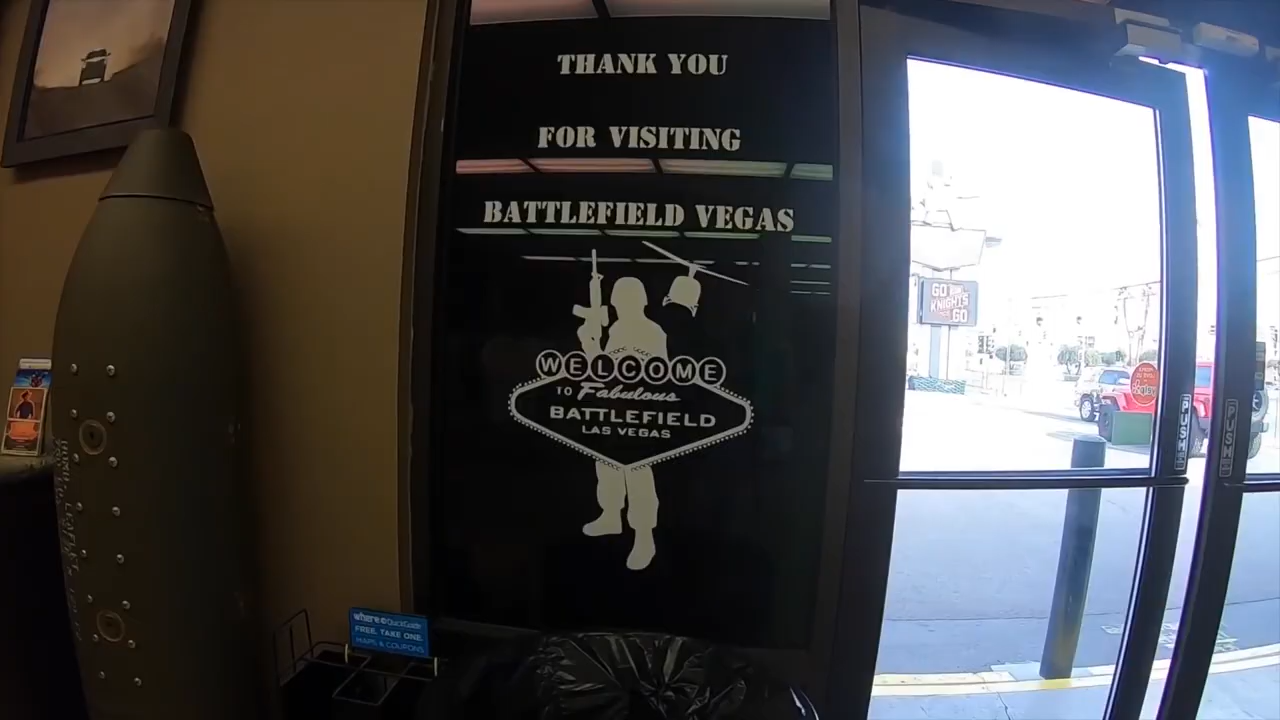 THANK YOU
FOR VISITING
BATTLEFIELD VEGAS
WELCOME
TO Fabulous
BATTLEFIELD
LAS VEGAS
GO
KNIGHTS
GO
PUSH
PUSH
where QuickGuide
FREE. TAKE ONE.
MAPS & COUPONS